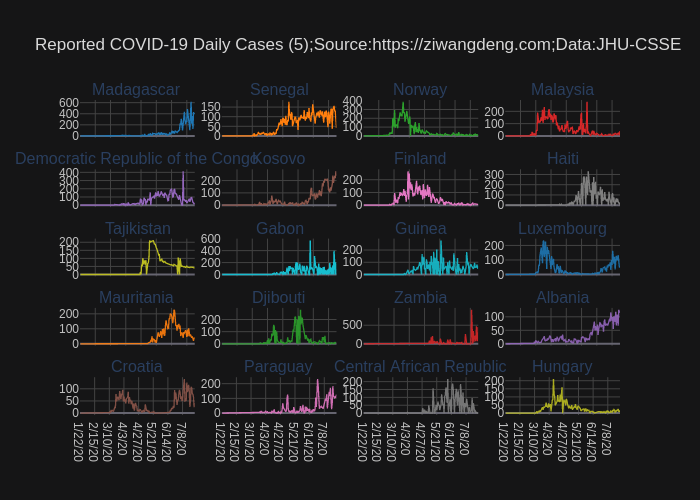 Reported COVID-19 Daily Cases (5);Source:https://ziwangdeng.com;Data:JHU-CSSE
Madagascar Senegal Norway Malaysia
600 400 200 0
150 100 50 0
400 300 200 100 0
200 100 0
Democratic Republic of the Congo Kosovo Finland Haiti
400 300 200 100 0
200 100 0
200 100 0
300 200 100 0
Tajikistan Gabon Guinea Luxembourg
200 150 100 50 0
600 400 200 0
200 100 0
200 100 0
Mauritania Djibouti Zambia Albania
200 100 0
200 100 0
500 0
100 50 0
Croatia Paraguay Central African Republic Hungary
100 50 0
200 100 0
200 150 100 50 0
200 150 100 50 0
1/22/20 2/15/20 3/10/20 4/3/20 4/27/20 5/21/20 6/14/20 7/8/20
1/22/20 2/15/20 3/10/20 4/3/20 4/27/20 5/21/20 6/14/20 7/8/20
1/22/20 2/15/20 3/10/20 4/3/20 4/27/20 5/21/20 6/14/20 7/8/20
1/22/20 2/15/20 3/10/20 4/3/20 4/27/20 5/21/20 6/14/20 7/8/20